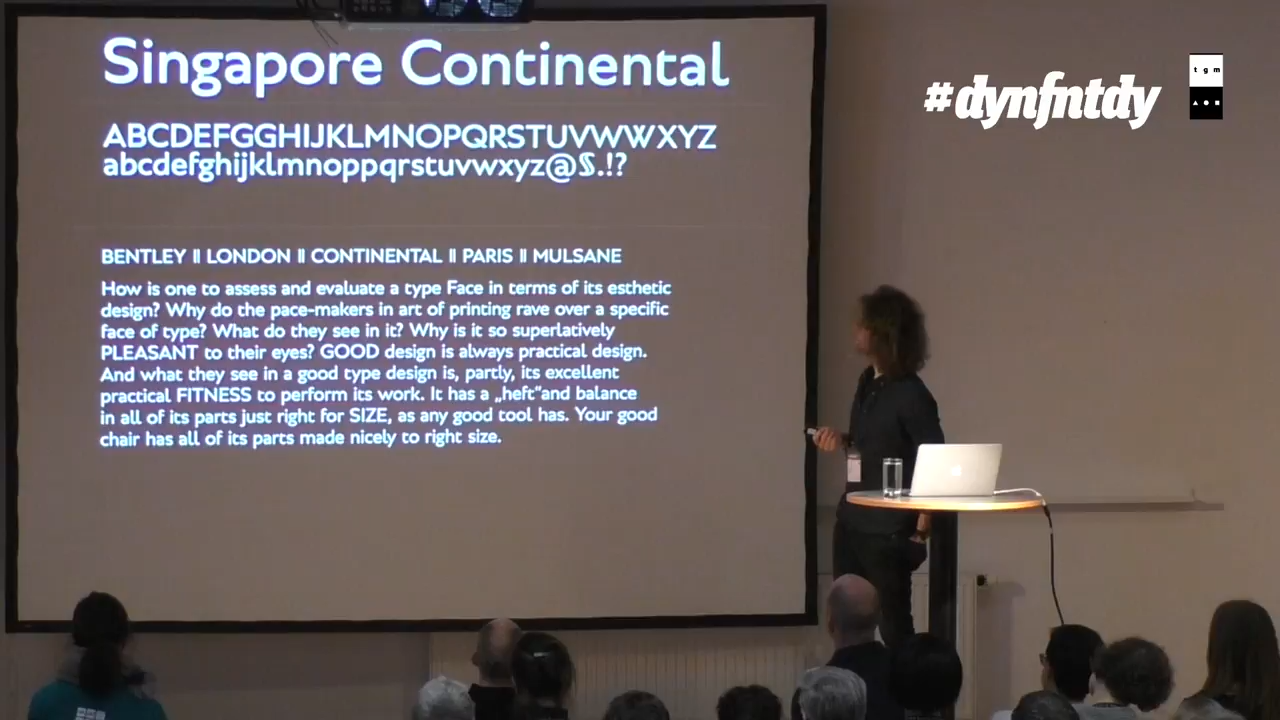 Singapore Continental
ABCDEFGGHIJKLMNOPQRSTUVWWXYZ
abcdefghijklmnoppqrstuvwxyz@S.!?
BENTLEY || LONDON || CONTINENTAL || PARIS || MULSANE
How is one to assess and evaluate a type Face in terms of its esthetic
design? Why do the pace-makers in art of printing rave over a specific
face of type? What do they see in it? Why is it so superlatively
PLEASANT to their eyes? GOOD design is always practical design.
And what they see in a good type design is, partly, its excellent
practical FITNESS to perform its work. It has a „heft“and balance
in all of its parts just right for SIZE, as any good tool has. Your good
chair has all of its parts made nicely to right size.
#dynfntdy
tgm